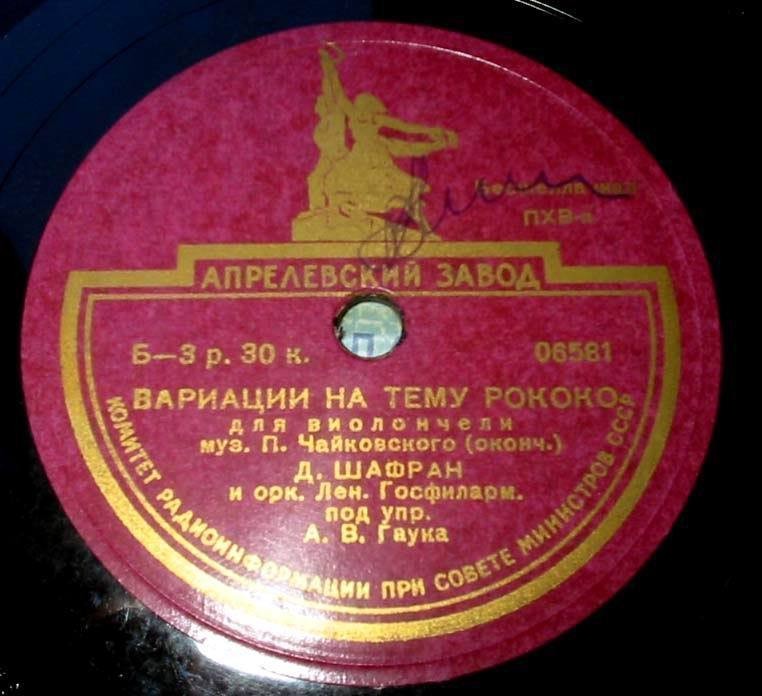 Бесшеллачная
ПХВ-а
АПРЕЛЕВСКИЙ ЗАВОД
Б—3 р. 30 к. 06581
ВАРИАЦИИ НА ТЕМУ РОКОКО
для виолончели
муз. П. Чайковского (оконч.)
Д. ШАФРАН
и орк. Лен. Госфиларм.
под упр.
А. В. Гаука
КОМИТЕТ РАДИОИНФОРМАЦИИ ПРИ СОВЕТЕ МИНИСТРОВ СССР